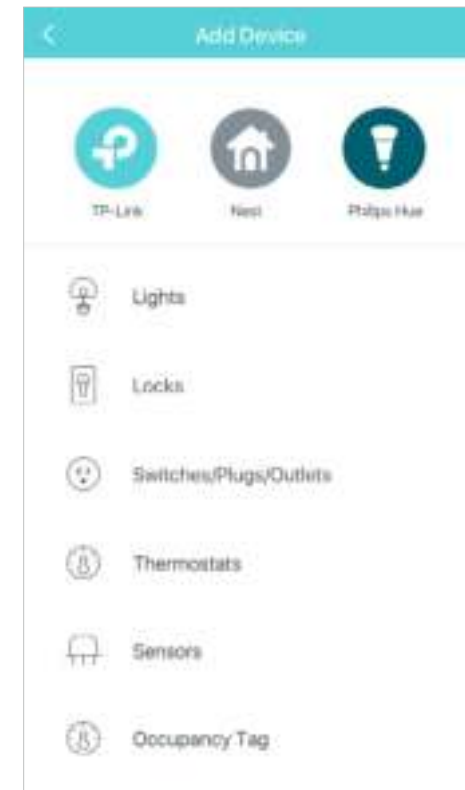 Add Device
TP-Link
Nest
Philips Hue
Lights
Locks
Switches/Plugs/Outlets
Thermostats
Sensors
Occupancy Tag